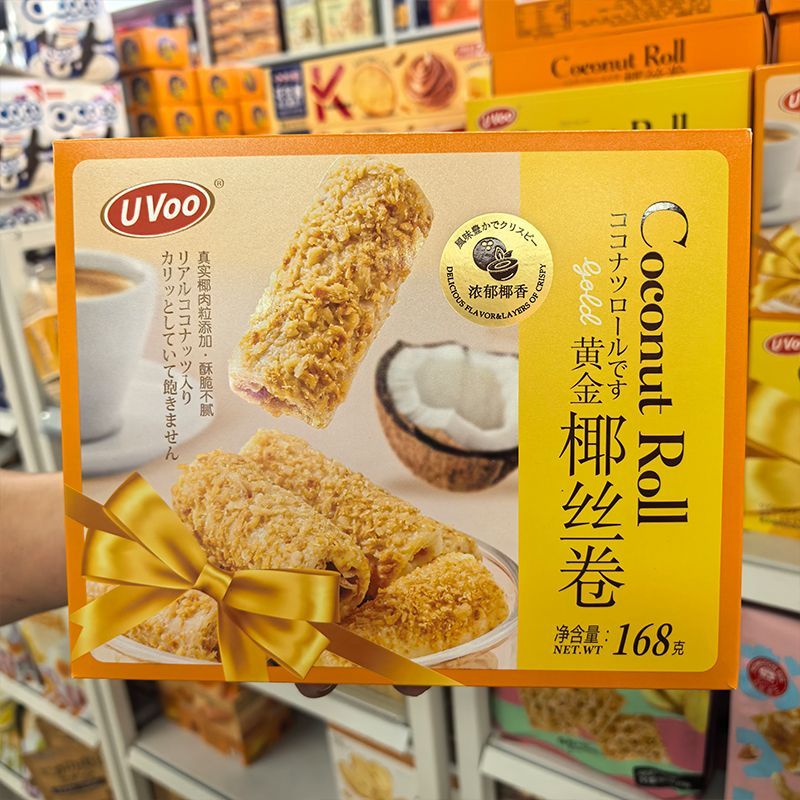 UVoo
®
真实椰肉粒添加·酥脆不腻
リアルココナッツ入り
カリッとしていて飽きません
風味豊かでクリスピー
浓郁椰香
DELICIOUS FLAVOR&LAYERS OF CRISPY
Coconut Roll
ココナツロールです
gold
黄金
椰丝卷
净含量：
NET.WT
168克
Coconut Roll
UVoo
Roll
UVoo